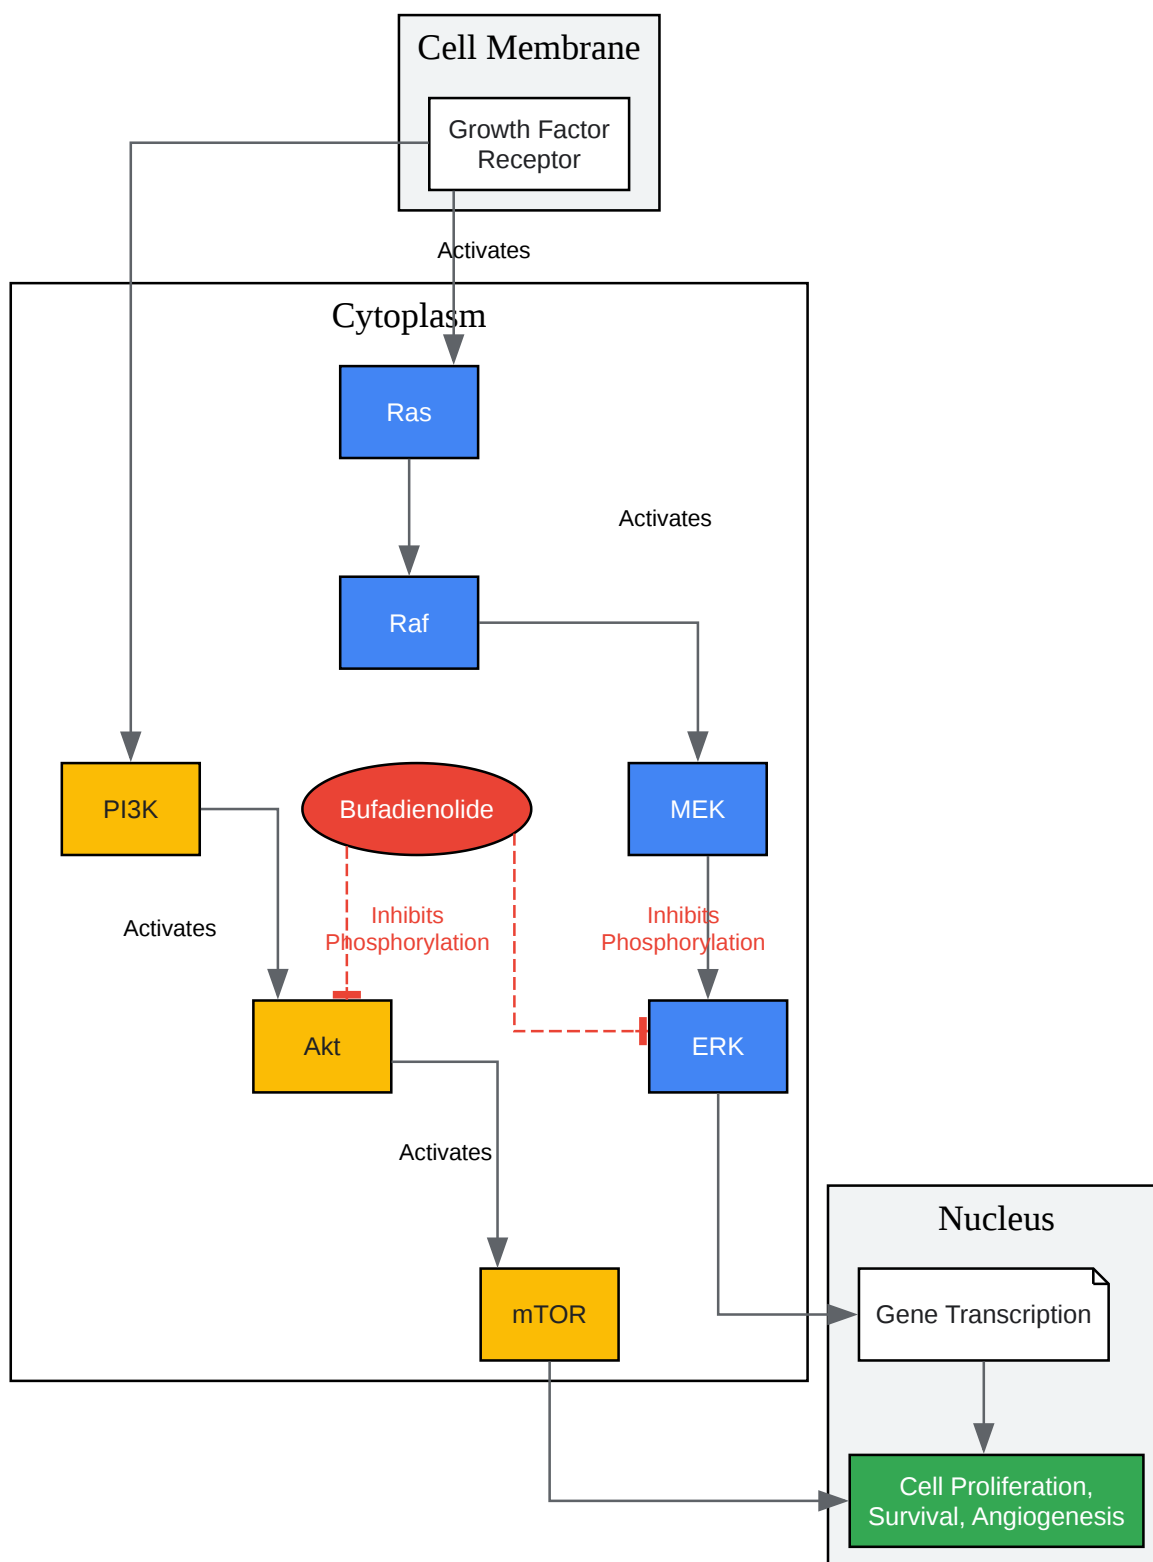 Cell Membrane
Growth Factor
Receptor
Activates
Cytoplasm
Ras
Activates
Raf
PI3K
Bufadienolide
MEK
Activates
Inhibits
Phosphorylation
Inhibits
Phosphorylation
Akt
ERK
Activates
Nucleus
mTOR
Gene Transcription
Cell Proliferation,
Survival, Angiogenesis